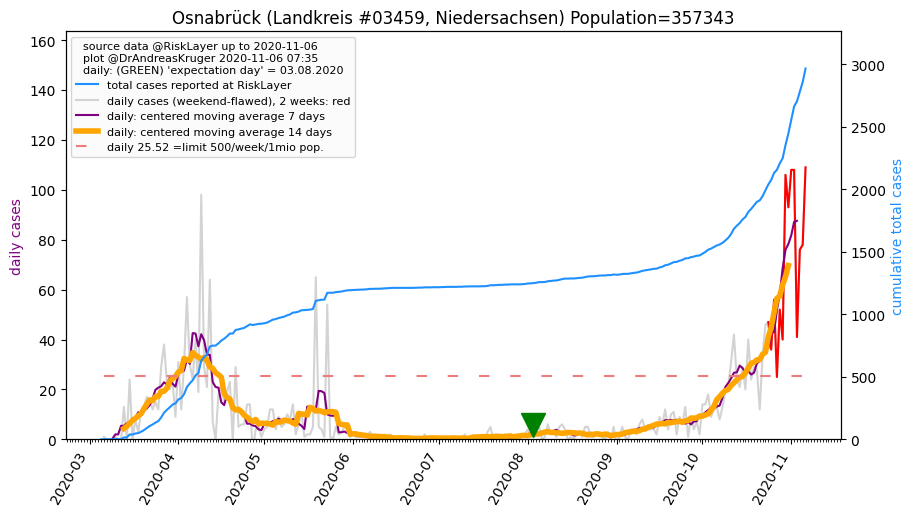 Osnabrück (Landkreis #03459, Niedersachsen) Population=357343
source data @RiskLayer up to 2020-11-06
plot @DrAndreasKruger 2020-11-06 07:35
daily: (GREEN) 'expectation day' = 03.08.2020
total cases reported at RiskLayer
daily cases (weekend-flawed), 2 weeks: red
daily: centered moving average 7 days
daily: centered moving average 14 days
daily 25.52 =limit 500/week/1mio pop.
daily cases
160
140
120
100
80
60
40
20
0
cumulative total cases
3000
2500
2000
1500
1000
500
0
2020-03
2020-04
2020-05
2020-06
2020-07
2020-08
2020-09
2020-10
2020-11